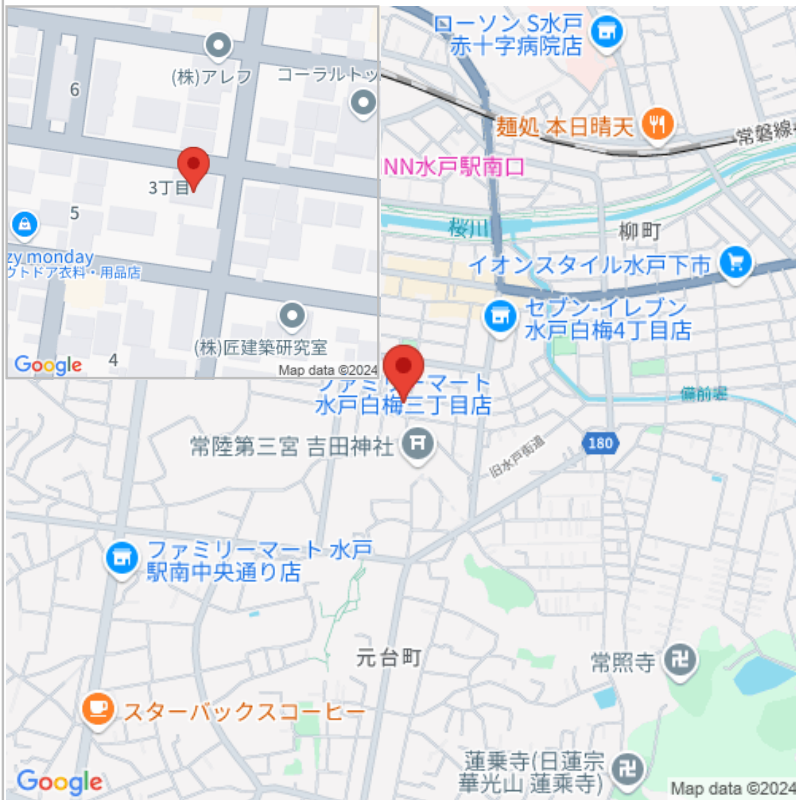 (株)アレフ
コーラルトッ
6
3丁目
5
zy monday
ウトドア衣料・用品店
(株)匠建築研究室
4
Google
Map data ©2024
ローソン S水戸
赤十字病院店
麺処 本日晴天
常磐線
NN水戸駅南口
桜川
柳町
イオンスタイル水戸下市
セブン-イレブン
水戸白梅4丁目店
ファミリーマート
水戸白梅三丁目店
備前堀
常陸第三宮 吉田神社
旧水戸街道
180
ファミリーマート 水戸
駅南中央通り店
元台町
常照寺
スターバックスコーヒー
蓮乗寺(日蓮宗
華光山 蓮乗寺)
Google
Map data ©2024